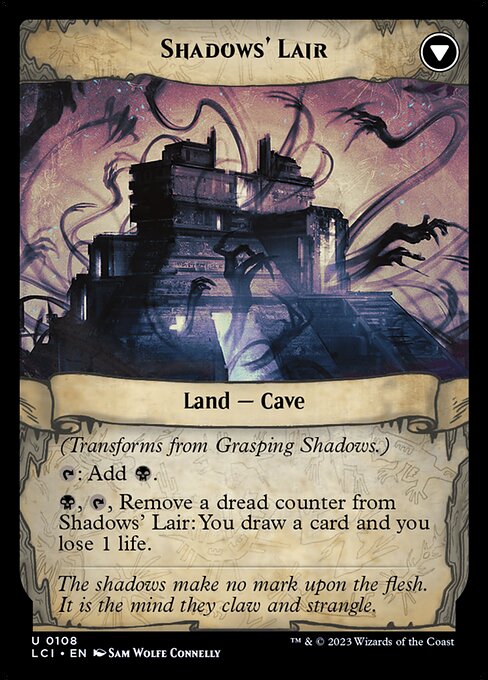 Shadows' Lair
Land — Cave
(Transforms from Grasping Shadows.)
: Add .
, , Remove a dread counter from
Shadows' Lair: You draw a card and you
lose 1 life.
The shadows make no mark upon the flesh.
It is the mind they claw and strangle.
U 0108
LCI • EN Sam Wolfe Connelly
™ & © 2023 Wizards of the Coast